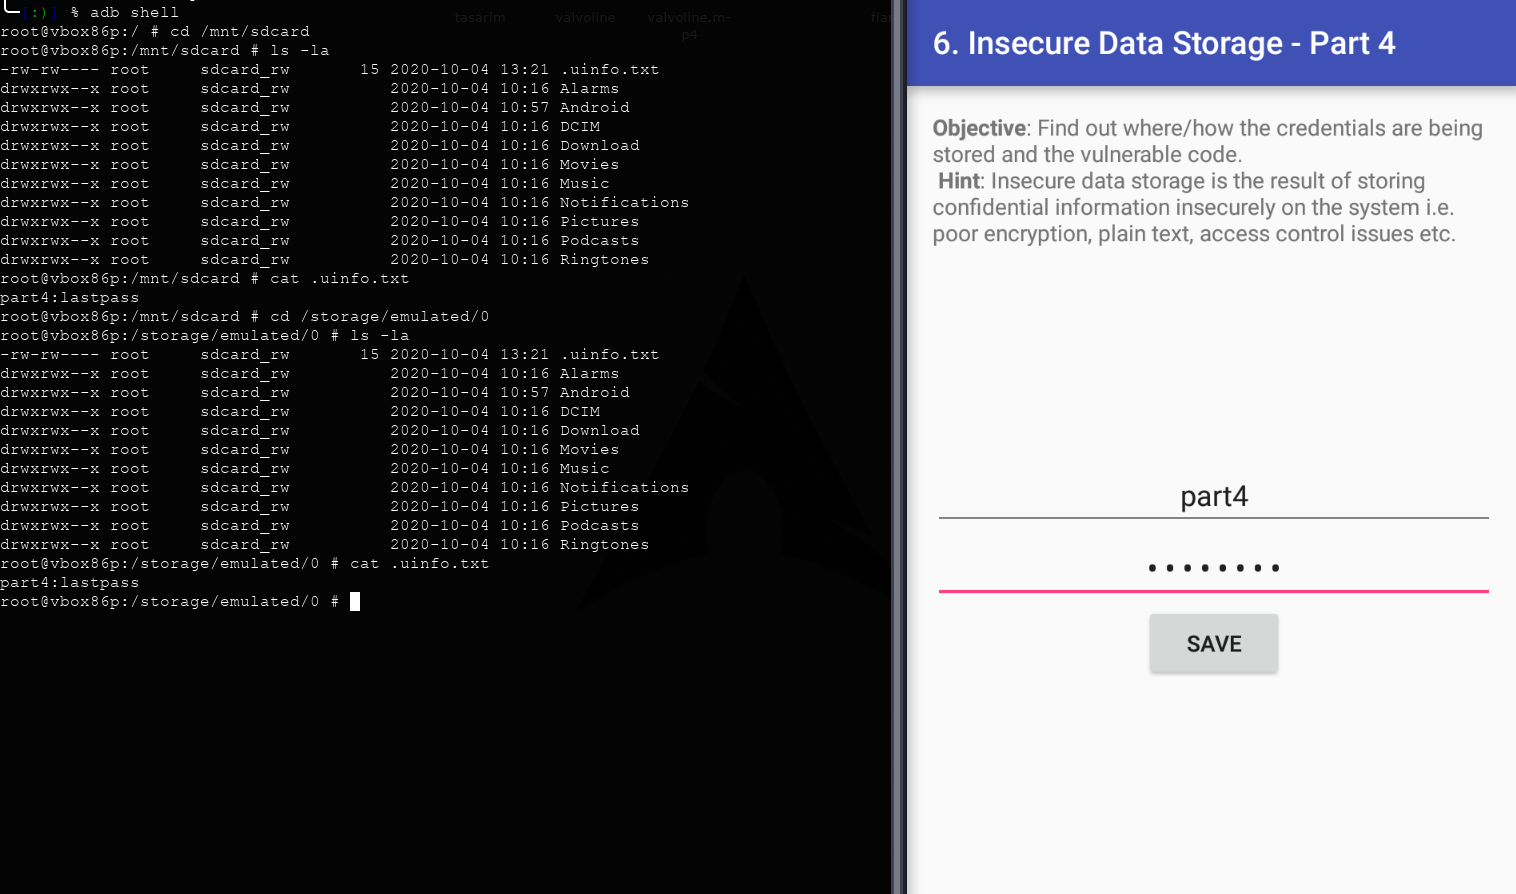 [:)] % adb shell
tasarim valvoline valvoline.m-
p4
root@vbox86p:/ # cd /mnt/sdcard
root@vbox86p:/mnt/sdcard # ls -la
-rw-rw---- root sdcard_rw 15 2020-10-04 13:21 .uinfo.txt
drwxrwx--x root sdcard_rw 2020-10-04 10:16 Alarms
drwxrwx--x root sdcard_rw 2020-10-04 10:57 Android
drwxrwx--x root sdcard_rw 2020-10-04 10:16 DCIM
drwxrwx--x root sdcard_rw 2020-10-04 10:16 Download
drwxrwx--x root sdcard_rw 2020-10-04 10:16 Movies
drwxrwx--x root sdcard_rw 2020-10-04 10:16 Music
drwxrwx--x root sdcard_rw 2020-10-04 10:16 Notifications
drwxrwx--x root sdcard_rw 2020-10-04 10:16 Pictures
drwxrwx--x root sdcard_rw 2020-10-04 10:16 Podcasts
drwxrwx--x root sdcard_rw 2020-10-04 10:16 Ringtones
root@vbox86p:/mnt/sdcard # cat .uinfo.txt
part4:lastpass
root@vbox86p:/mnt/sdcard # cd /storage/emulated/0
root@vbox86p:/storage/emulated/0 # ls -la
-rw-rw---- root sdcard_rw 15 2020-10-04 13:21 .uinfo.txt
drwxrwx--x root sdcard_rw 2020-10-04 10:16 Alarms
drwxrwx--x root sdcard_rw 2020-10-04 10:57 Android
drwxrwx--x root sdcard_rw 2020-10-04 10:16 DCIM
drwxrwx--x root sdcard_rw 2020-10-04 10:16 Download
drwxrwx--x root sdcard_rw 2020-10-04 10:16 Movies
drwxrwx--x root sdcard_rw 2020-10-04 10:16 Music
drwxrwx--x root sdcard_rw 2020-10-04 10:16 Notifications
drwxrwx--x root sdcard_rw 2020-10-04 10:16 Pictures
drwxrwx--x root sdcard_rw 2020-10-04 10:16 Podcasts
drwxrwx--x root sdcard_rw 2020-10-04 10:16 Ringtones
root@vbox86p:/storage/emulated/0 # cat .uinfo.txt
part4:lastpass
root@vbox86p:/storage/emulated/0 #
6. Insecure Data Storage - Part 4
Objective: Find out where/how the credentials are being
stored and the vulnerable code.
Hint: Insecure data storage is the result of storing
confidential information insecurely on the system i.e.
poor encryption, plain text, access control issues etc.
part4
••••••••
SAVE